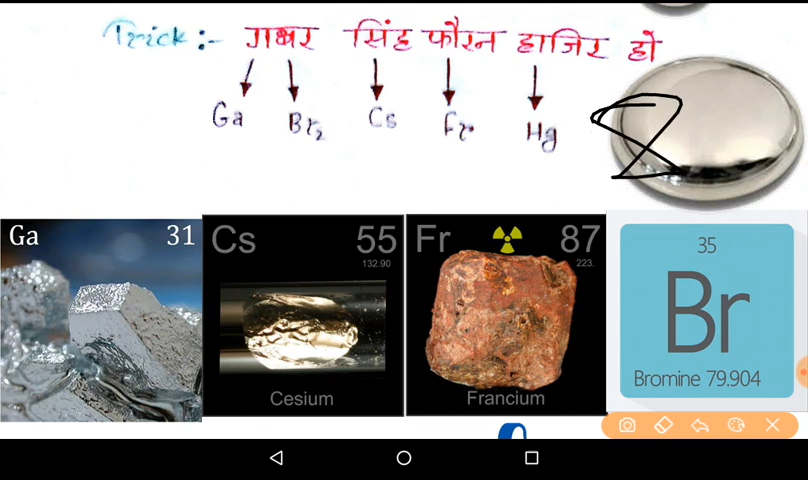 Trick:- गब्बर सिंह फौरन हाजिर हो
Ga Br₂ Cs Fr Hg
Ga 31
Cs 55
132.90
Cesium
Fr 87
223.
Francium
35
Br
Bromine 79.904